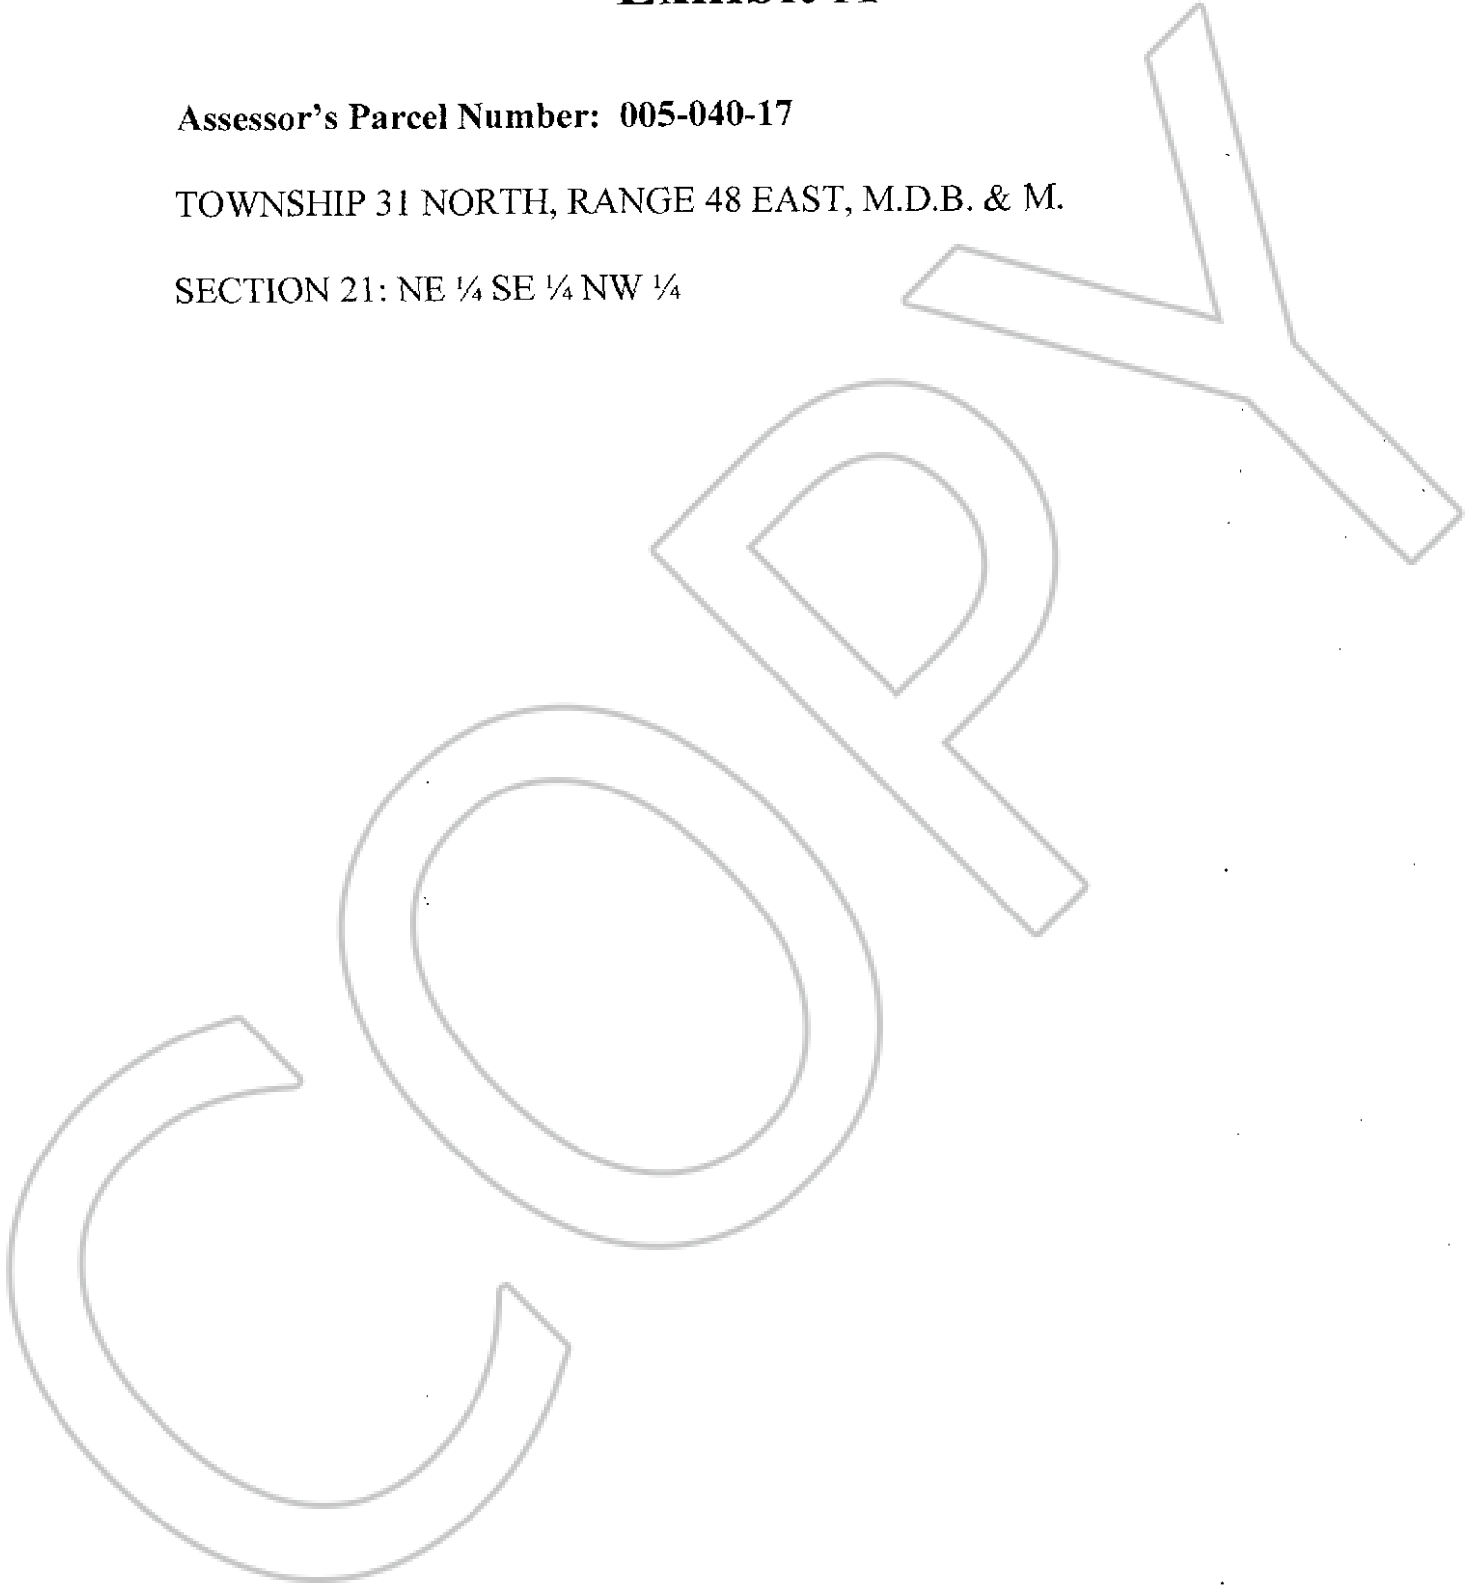 Assessor's Parcel Number: 005-040-17
TOWNSHIP 31 NORTH, RANGE 48 EAST, M.D.B. & M.
SECTION 21: NE ¼ SE ¼ NW ¼
COPY